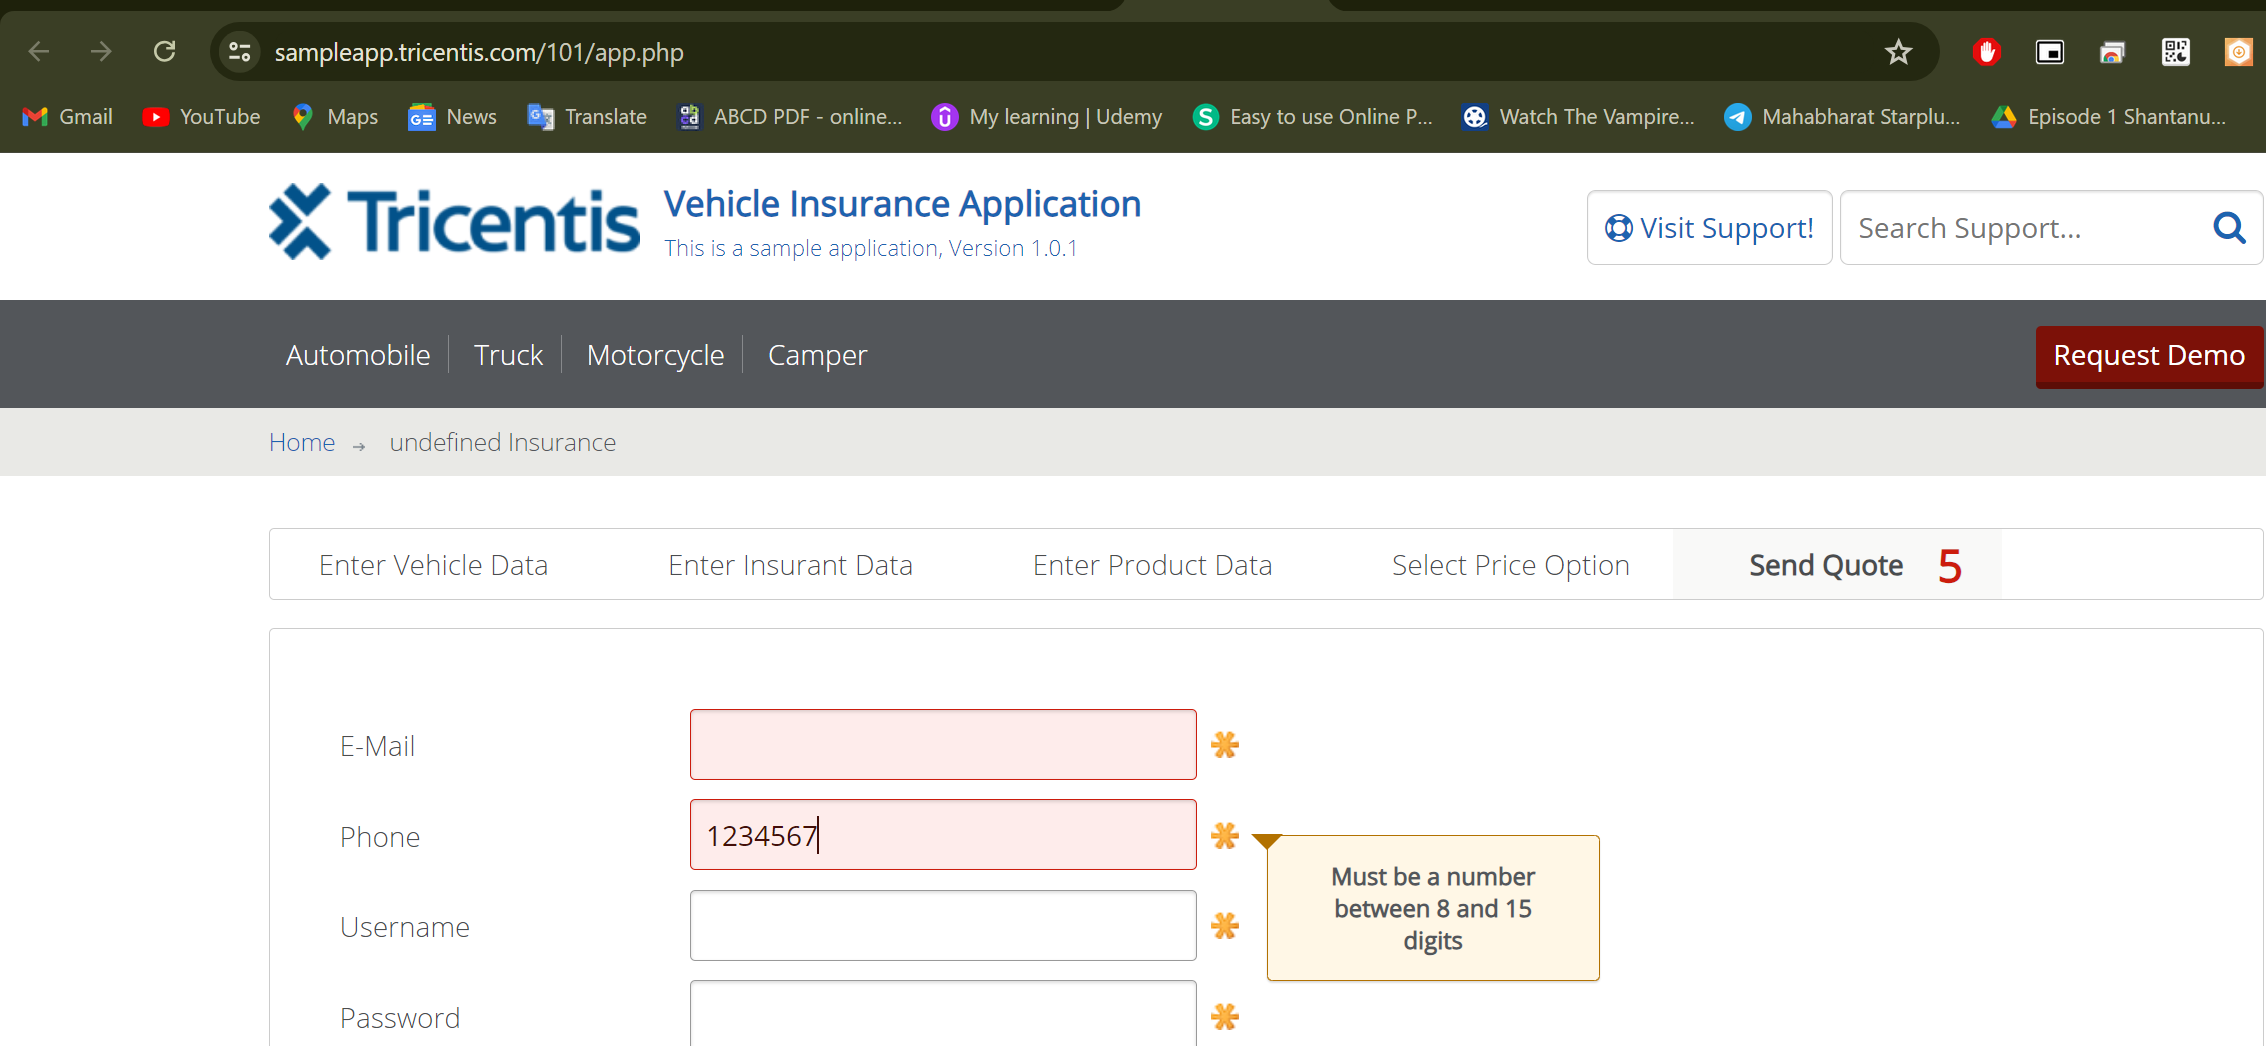 sampleapp.tricentis.com/101/app.php
Gmail YouTube Maps News Translate ABCD PDF - online... My learning | Udemy Easy to use Online P... Watch The Vampire... Mahabharat Starplu... Episode 1 Shantanu...
Tricentis Vehicle Insurance Application
This is a sample application, Version 1.0.1
Visit Support! Search Support...
Automobile Truck Motorcycle Camper Request Demo
Home → undefined Insurance
Enter Vehicle Data Enter Insurant Data Enter Product Data Select Price Option Send Quote 5
E-Mail
Phone 1234567
Must be a number
between 8 and 15
digits
Username
Password